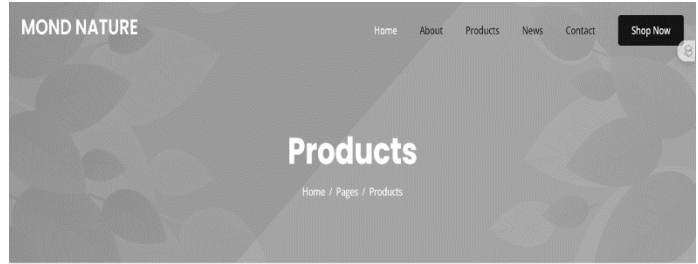 MOND NATURE
Home About Products News Contact Shop Now
Products
Home / Pages / Products